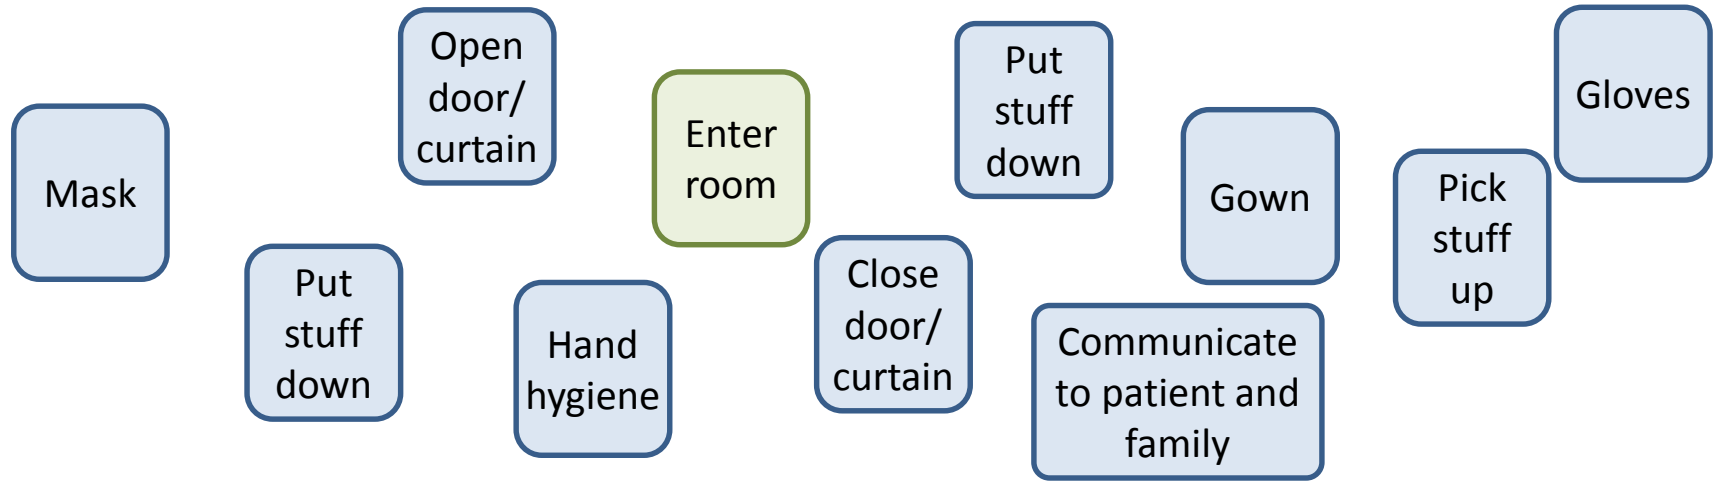 Mask
Put
stuff
down
Open
door/
curtain
Hand
hygiene
Enter
room
Close
door/
curtain
Put
stuff
down
Communicate
to patient and
family
Gown
Pick
stuff
up
Gloves